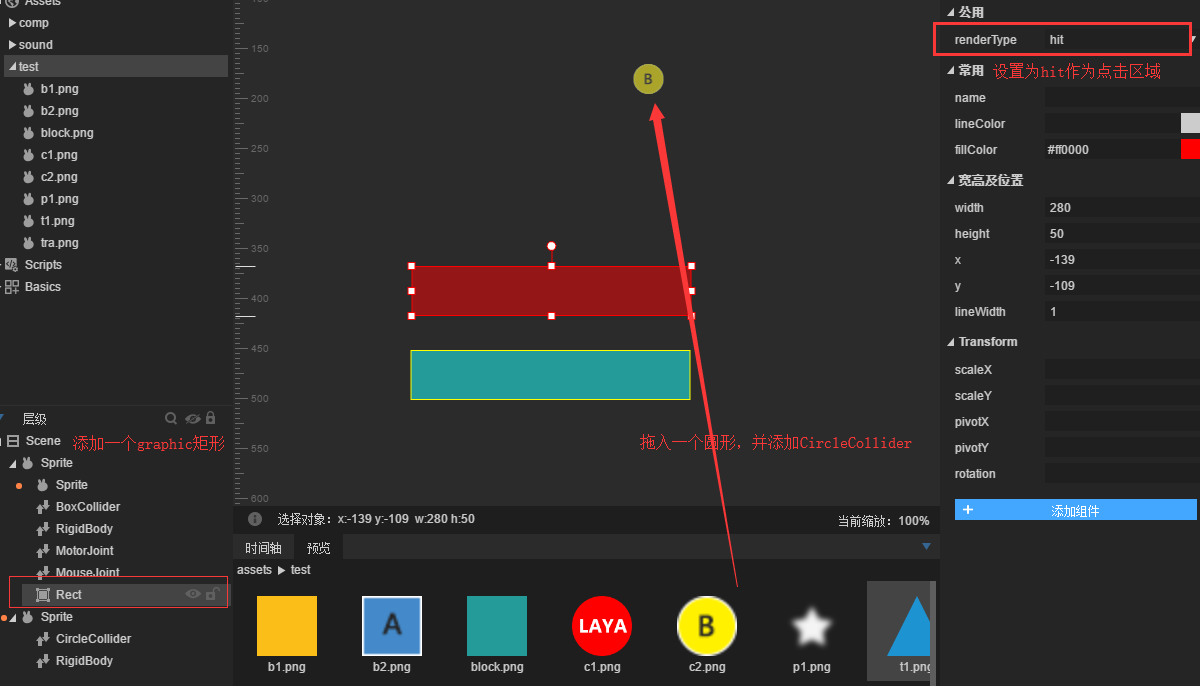 Assets
comp
sound
test
b1.png
b2.png
block.png
c1.png
c2.png
p1.png
t1.png
tra.png
Scripts
Basics
层级
Scene
添加一个graphic矩形
Sprite
Sprite
BoxCollider
RigidBody
MotorJoint
MouseJoint
Rect
Sprite
CircleCollider
RigidBody
150
200
250
300
350
400
450
500
550
600
B
拖入一个圆形，并添加CircleCollider
选择对象: x:-139 y:-109 w:280 h:50
当前缩放: 100%
时间轴
预览
assets
test
A
LAYA
B
b1.png
b2.png
block.png
c1.png
c2.png
p1.png
t1.png
公用
renderType hit
常用
设置为hit作为点击区域
name
lineColor
fillColor #ff0000
宽高及位置
width 280
height 50
x -139
y -109
lineWidth 1
Transform
scaleX
scaleY
pivotX
pivotY
rotation
+ 添加组件